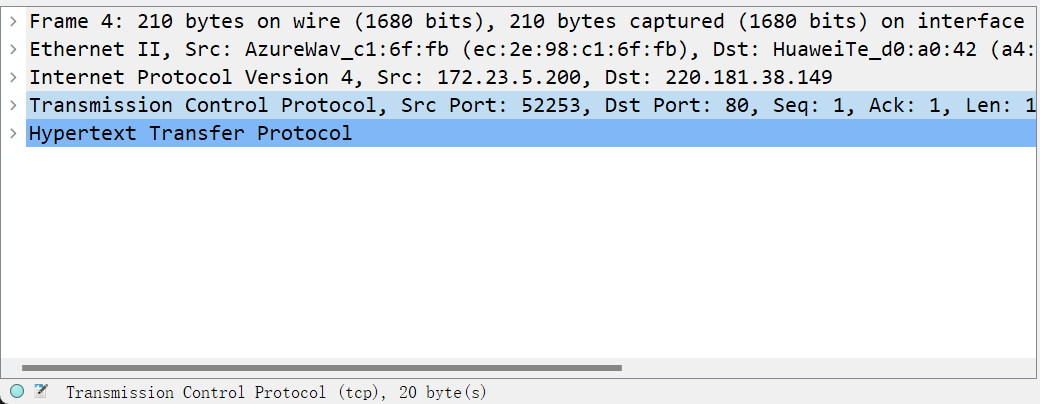 Frame 4: 210 bytes on wire (1680 bits), 210 bytes captured (1680 bits) on interface
Ethernet II, Src: AzureWav_c1:6f:fb (ec:2e:98:c1:6f:fb), Dst: HuaweiTe_d0:a0:42 (a4:
Internet Protocol Version 4, Src: 172.23.5.200, Dst: 220.181.38.149
Transmission Control Protocol, Src Port: 52253, Dst Port: 80, Seq: 1, Ack: 1, Len: 1
Hypertext Transfer Protocol
Transmission Control Protocol (tcp), 20 byte(s)